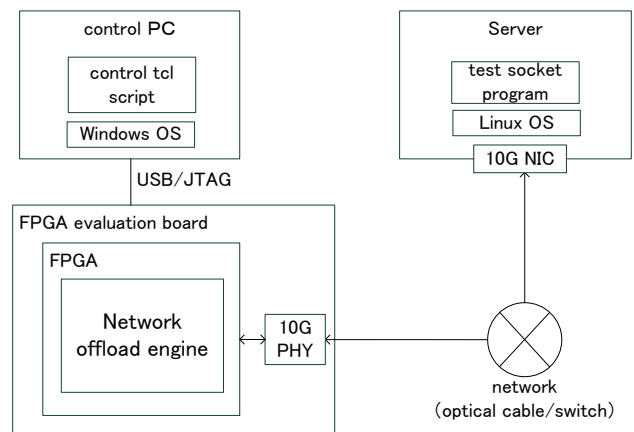 control PC
control tcl
script
Windows OS
USB/JTAG
Server
test socket
program
Linux OS
10G NIC
FPGA evaluation board
FPGA
Network
offload engine
10G
PHY
network
(optical cable/switch)